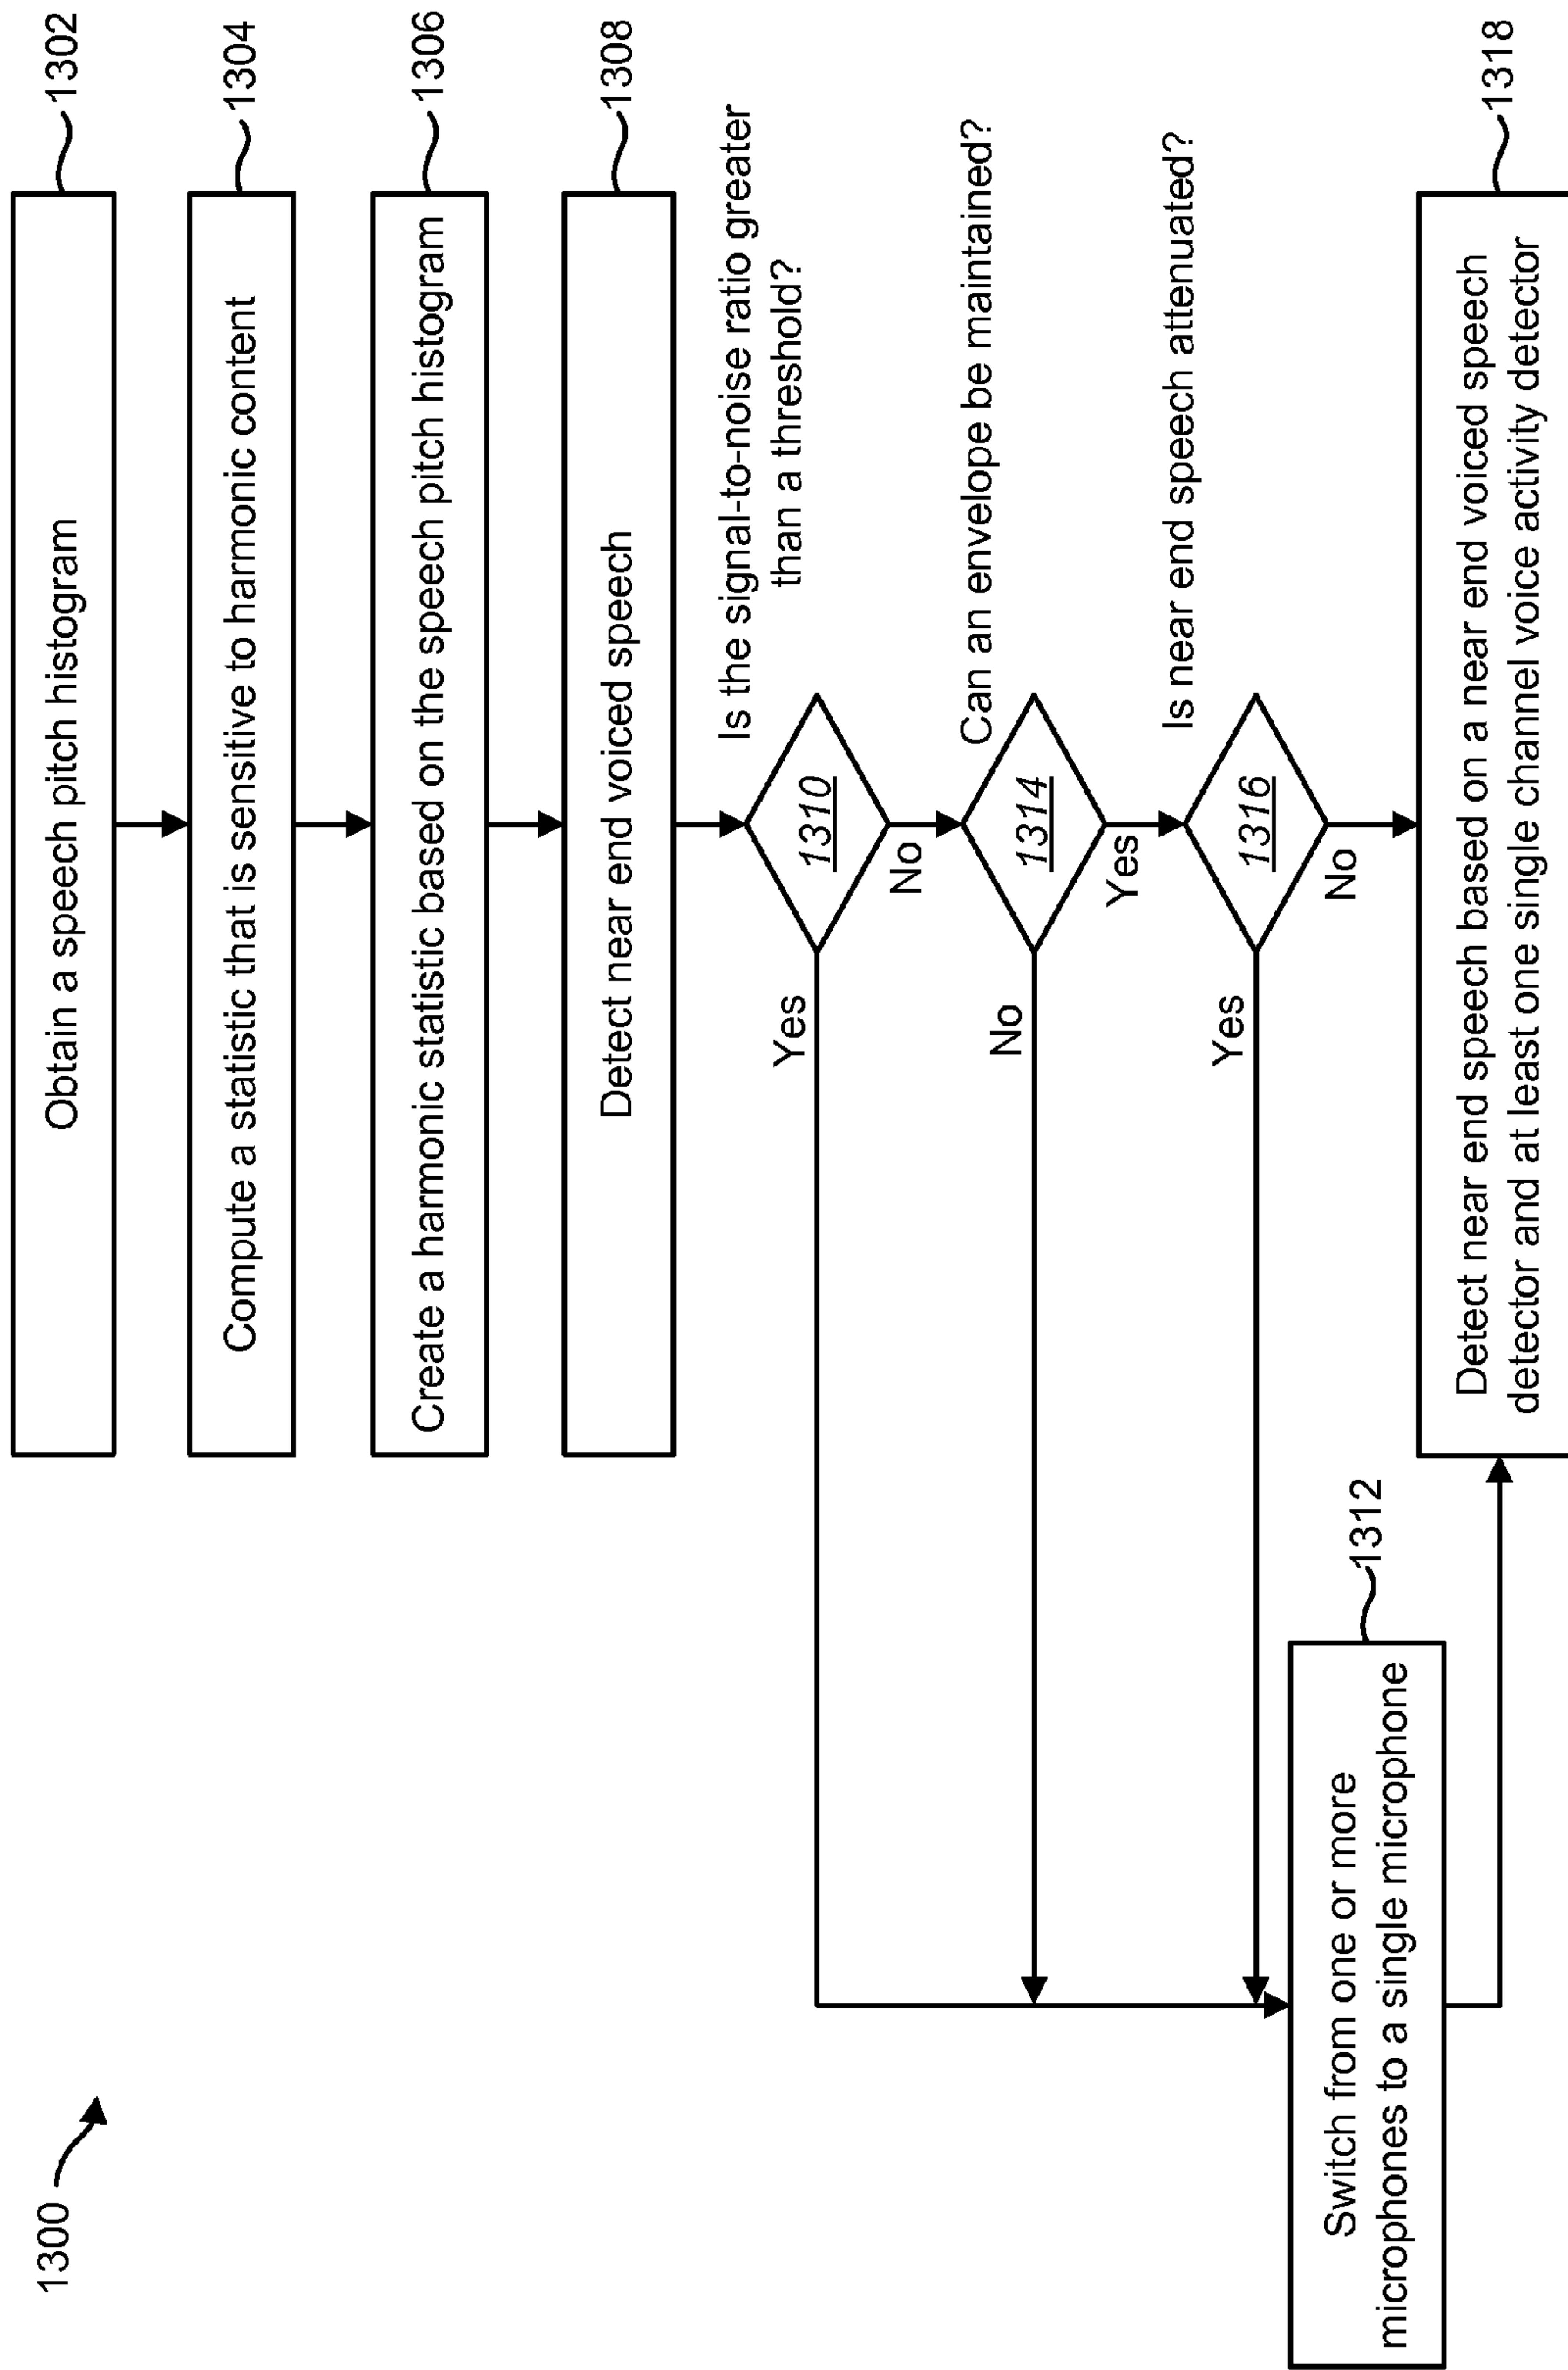 1300
Obtain a speech pitch histogram
1302
Compute a statistic that is sensitive to harmonic content
1304
Create a harmonic statistic based on the speech pitch histogram
1306
Detect near end voiced speech
1308
Is the signal-to-noise ratio greater
than a threshold?
1310
Yes
No
Can an envelope be maintained?
1314
No
Yes
Is near end speech attenuated?
1316
Yes
No
Switch from one or more
microphones to a single microphone
1312
Detect near end speech based on a near end voiced speech
detector and at least one single channel voice activity detector
1318